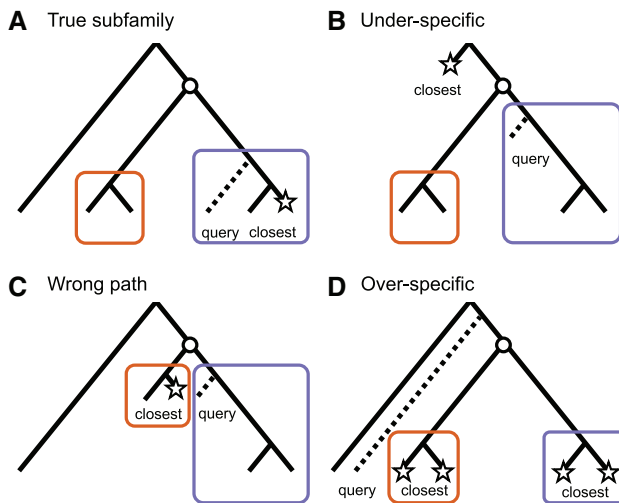 A True subfamily
B Under-specific
closest
query
query closest
C Wrong path
D Over-specific
closest query
query closest closest